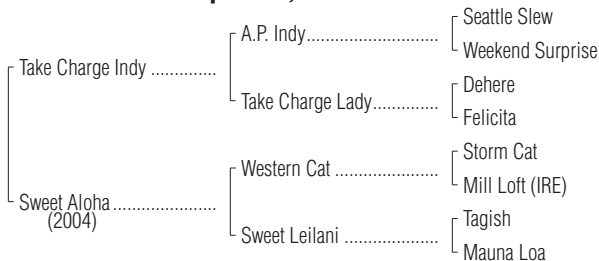 Seattle Slew
A.P. Indy
Weekend Surprise
Take Charge Indy
Dehere
Take Charge Lady
Felicita
Storm Cat
Western Cat
Mill Loft (IRE)
Sweet Aloha
(2004)
Tagish
Sweet Leilani
Mauna Loa